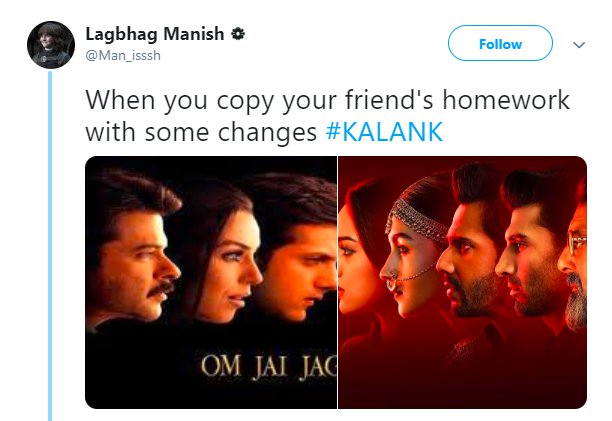 Lagbhag Manish
@Man_isssh
Follow
When you copy your friend's homework
with some changes #KALANK
OM JAI JAG